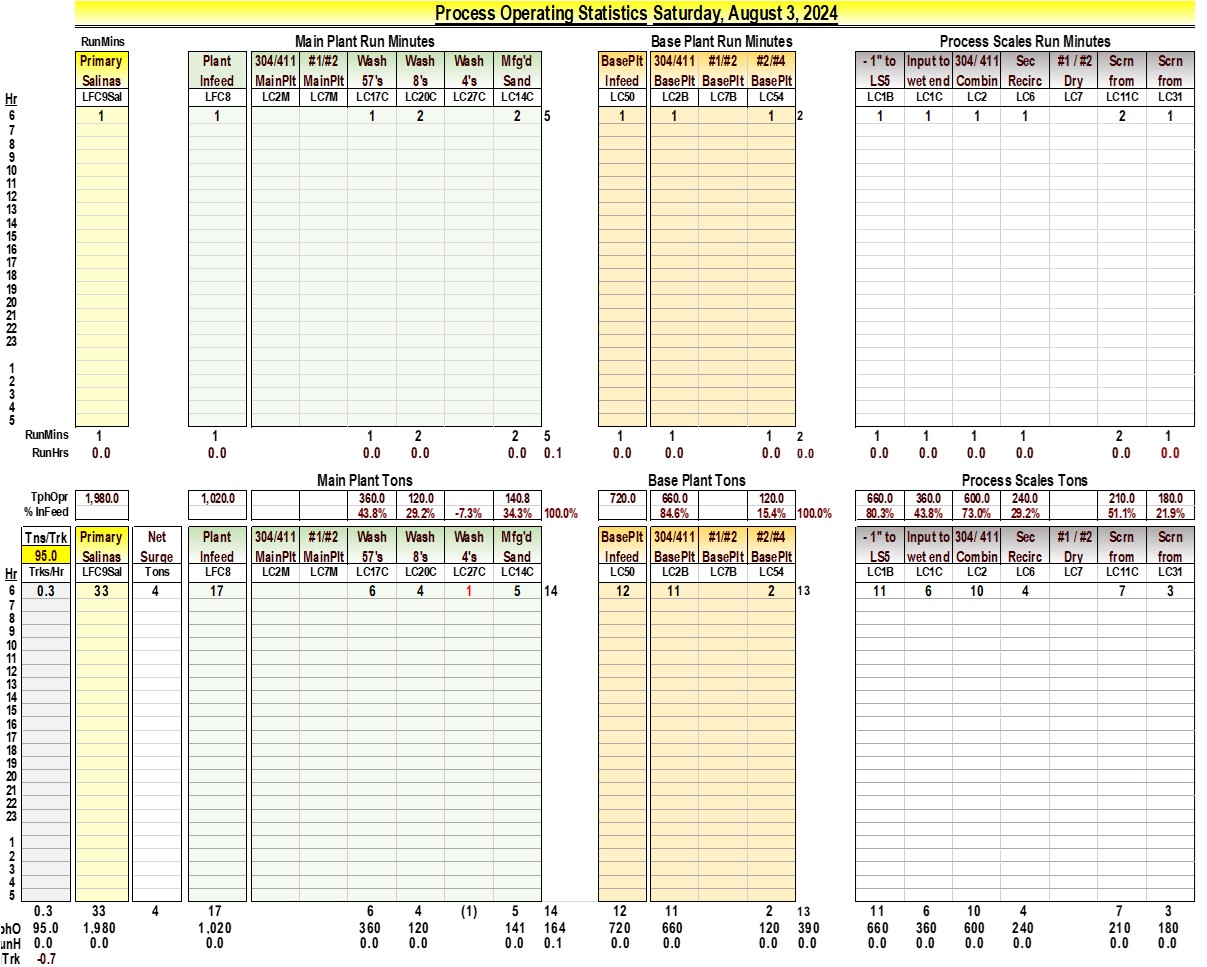 Process Operating Statistics Saturday, August 3, 2024
RunMins Main Plant Run Minutes Base Plant Run Minutes Process Scales Run Minutes
Primary Plant 304/411 #1/#2 Wash Wash Wash Mfg'd BasePlt 304/411 #1/#2 #2/#4 - 1" to Input to 304/ 411 Sec #1 / #2 Scrn Scrn
Salinas Infeed MainPlt MainPlt 57's 8's 4's Sand Infeed BasePlt BasePlt BasePlt LS5 wet end Combin Recirc Dry from from
Hr LFC9Sal LFC8 LC2M LC7M LC17C LC20C LC27C LC14C LC50 LC2B LC7B LC54 LC1B LC1C LC2 LC6 LC7 LC11C LC31
6 1 1 1 2 2 5 1 1 1 2 1 1 1 1 2 1
7
8
9
10
11
12
13
14
15
16
17
18
19
20
21
22
23
1
2
3
4
5
RunMins 1 1 1 2 2 5 1 1 1 2 1 1 1 1 2 1
RunHrs 0.0 0.0 0.0 0.0 0.0 0.1 0.0 0.0 0.0 0.0 0.0 0.0 0.0 0.0 0.0 0.0
Main Plant Tons Base Plant Tons Process Scales Tons
TphOpr 1,980.0 1,020.0 360.0 120.0 140.8 720.0 660.0 120.0 660.0 360.0 600.0 240.0 210.0 180.0
% InFeed 43.8% 29.2% -7.3% 34.3% 100.0% 84.6% 15.4% 100.0% 80.3% 43.8% 73.0% 29.2% 51.1% 21.9%
Tns/Trk Primary Net Plant 304/411 #1/#2 Wash Wash Wash Mfg'd BasePlt 304/411 #1/#2 #2/#4 - 1" to Input to 304/ 411 Sec #1 / #2 Scrn Scrn
95.0 Salinas Surge Infeed MainPlt MainPlt 57's 8's 4's Sand Infeed BasePlt BasePlt BasePlt LS5 wet end Combin Recirc Dry from from
Hr Trks/Hr LFC9Sal Tons LFC8 LC2M LC7M LC17C LC20C LC27C LC14C LC50 LC2B LC7B LC54 LC1B LC1C LC2 LC6 LC7 LC11C LC31
6 0.3 33 4 17 6 4 1 5 14 12 11 2 13 11 6 10 4 7 3
7
8
9
10
11
12
13
14
15
16
17
18
19
20
21
22
23
1
2
3
4
5
0.3 33 4 17 6 4 (1) 5 14 12 11 2 13 11 6 10 4 7 3
phO 95.0 1,980 1,020 360 120 141 164 720 660 120 390 660 360 600 240 210 180
unH 0.0 0.0 0.0 0.0 0.0 0.0 0.1 0.0 0.0 0.0 0.0 0.0 0.0 0.0 0.0 0.0 0.0
Trk -0.7